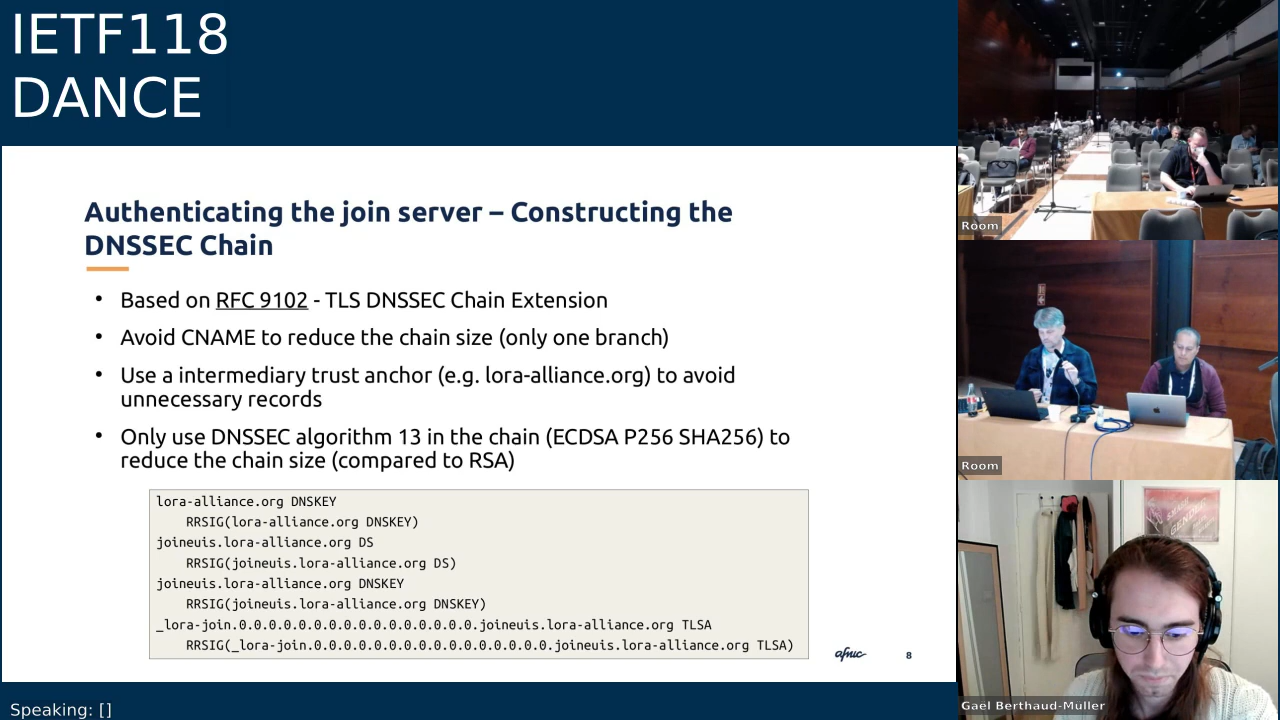 IETF118
DANCE
Authenticating the join server – Constructing the
DNSSEC Chain
• Based on RFC 9102 - TLS DNSSEC Chain Extension
• Avoid CNAME to reduce the chain size (only one branch)
• Use a intermediary trust anchor (e.g. lora-alliance.org) to avoid
unnecessary records
• Only use DNSSEC algorithm 13 in the chain (ECDSA P256 SHA256) to
reduce the chain size (compared to RSA)
lora-alliance.org DNSKEY
RRSIG(lora-alliance.org DNSKEY)
joineuis.lora-alliance.org DS
RRSIG(joineuis.lora-alliance.org DS)
joineuis.lora-alliance.org DNSKEY
RRSIG(joineuis.lora-alliance.org DNSKEY)
_lora-join.0.0.0.0.0.0.0.0.0.0.0.0.0.0.0.0.joineuis.lora-alliance.org TLSA
RRSIG(_lora-join.0.0.0.0.0.0.0.0.0.0.0.0.0.0.0.0.joineuis.lora-alliance.org TLSA)
afnic
8
Speaking: []
Room
Room
Gael Berthaud-Muller